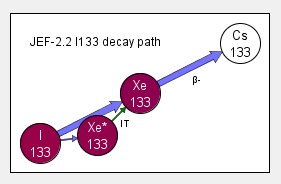 JEF-2.2 I133 decay path
Cs
133
Xe
133
β-
Xe*
133
IT
I
133